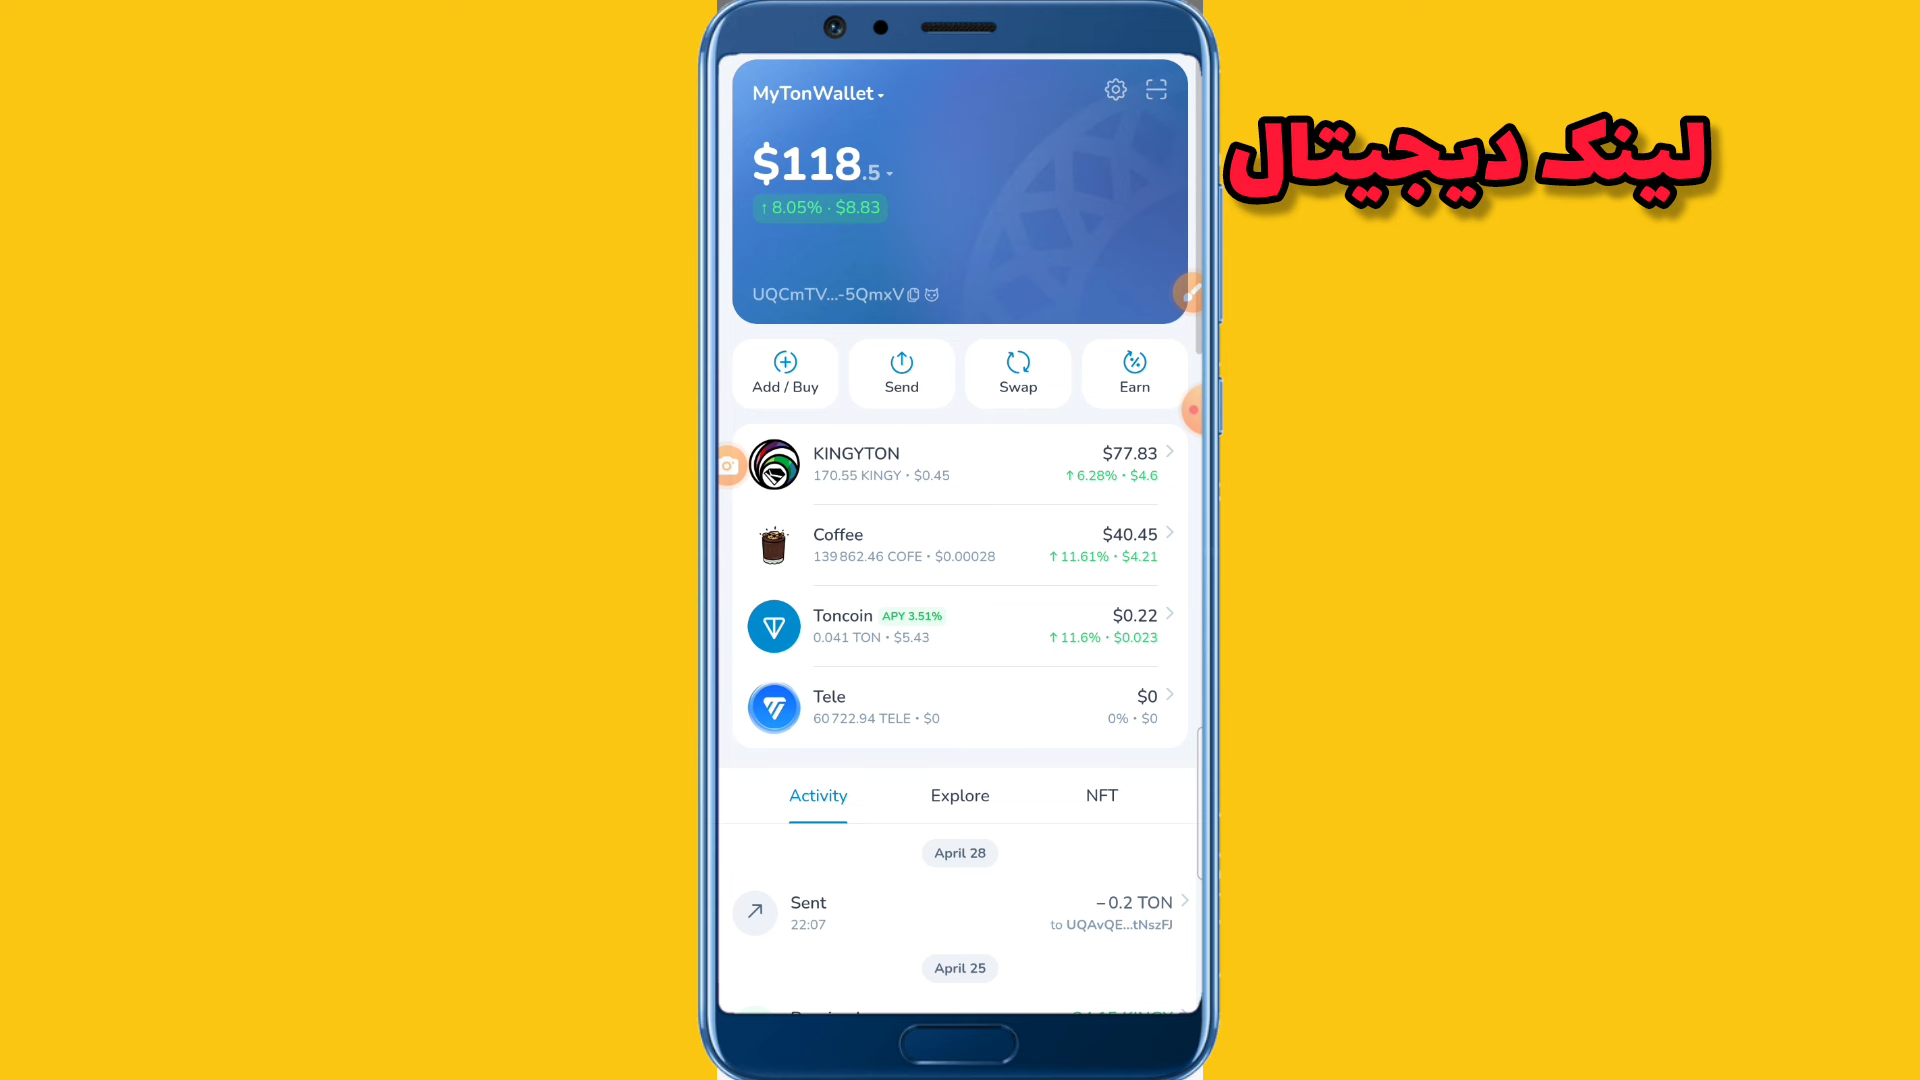 MyTonWallet
$118.5
↑ 8.05% · $8.83
UQCmTV...-5QmxV
لینک دیجیتال
Add / Buy
Send
Swap
Earn
KINGYTON
$77.83
170.55 KINGY • $0.45
↑ 6.28% • $4.6
Coffee
$40.45
139 862.46 COFE • $0.00028
↑ 11.61% • $4.21
Toncoin APY 3.51%
$0.22
0.041 TON • $5.43
↑ 11.6% • $0.023
Tele
$0
60 722.94 TELE • $0
0% • $0
Activity
Explore
NFT
April 28
Sent
– 0.2 TON
22:07
to UQAvQE...tNszFJ
April 25